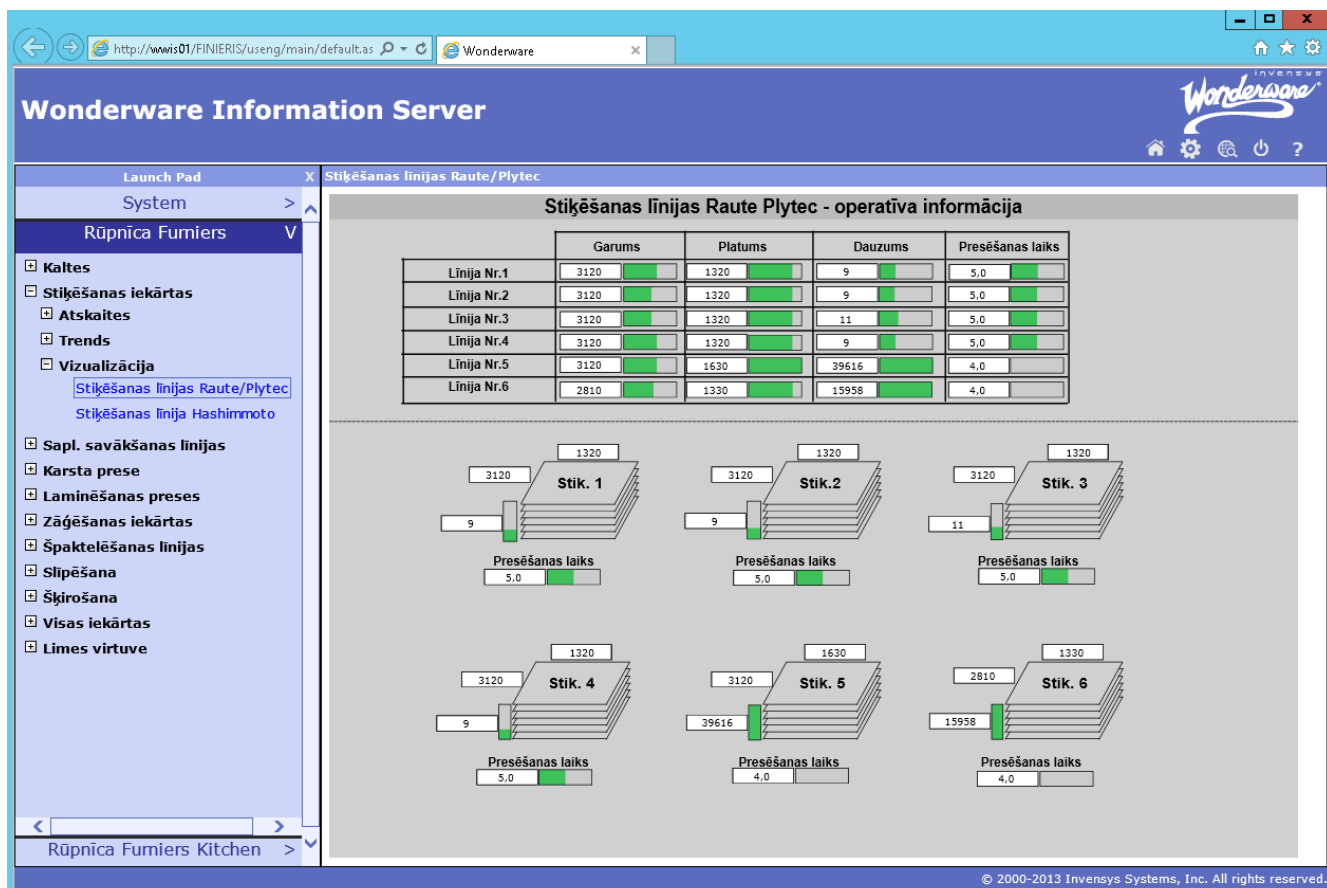 http://wwis01/FINIERIS/useng/main/default.as
Wonderware
invensys
Wonderware
Wonderware Information Server
Launch Pad X
Stiķēšanas līnijas Raute/Plytec
System >
Rūpnīca Furniers V
Kaltes
Stiķēšanas iekārtas
Atskaites
Trends
Vizualizācija
Stiķēšanas līnijas Raute/Plytec
Stiķēšanas līnija Hashimmoto
Sapl. savākšanas līnijas
Karsta prese
Laminēšanas preses
Zāģēšanas iekārtas
Špaktelēšanas līnijas
Slīpēšana
Šķirošana
Visas iekārtas
Limes virtuve
Rūpnīca Furniers Kitchen >
Stiķēšanas līnijas Raute Plytec - operatīva informācija
Garums Platums Dauzums Presēšanas laiks
Līnija Nr.1 3120 1320 9 5,0
Līnija Nr.2 3120 1320 9 5,0
Līnija Nr.3 3120 1320 11 5,0
Līnija Nr.4 3120 1320 9 5,0
Līnija Nr.5 3120 1630 39616 4,0
Līnija Nr.6 2810 1330 15958 4,0
1320
3120
Stik. 1
9
Presēšanas laiks
5,0
1320
3120
Stik.2
9
Presēšanas laiks
5,0
1320
3120
Stik. 3
11
Presēšanas laiks
5,0
1320
3120
Stik. 4
9
Presēšanas laiks
5,0
1630
3120
Stik. 5
39616
Presēšanas laiks
4,0
1330
2810
Stik. 6
15958
Presēšanas laiks
4,0
© 2000-2013 Invensys Systems, Inc. All rights reserved.